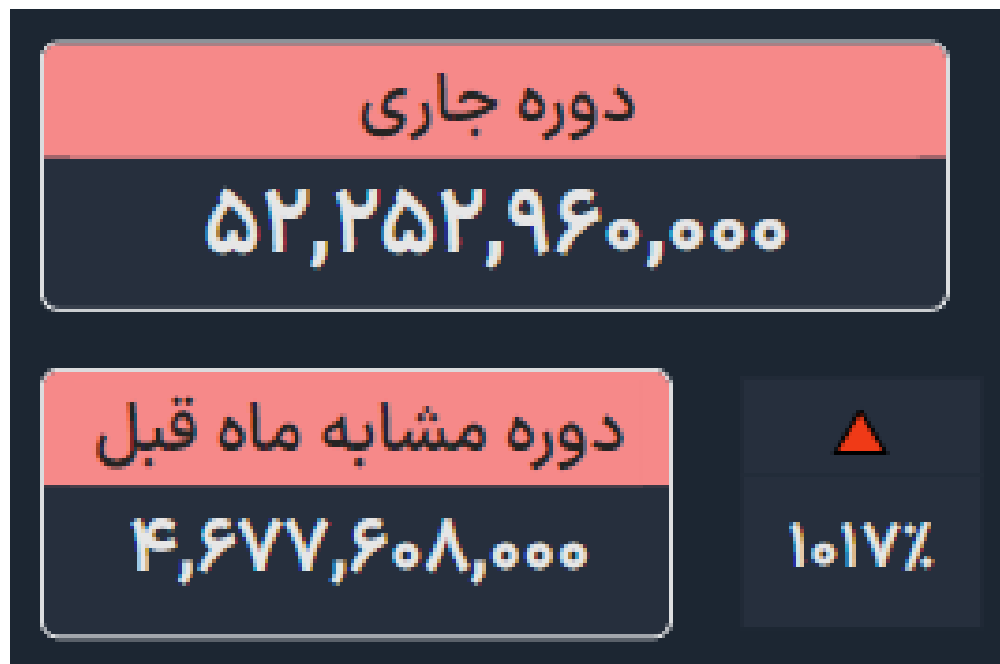 دوره جاری
۵۲,۲۵۲,۹۶۰,۰۰۰
دوره مشابه ماه قبل
۴,۶۷۷,۶۰۸,۰۰۰
۱۰۱۷٪